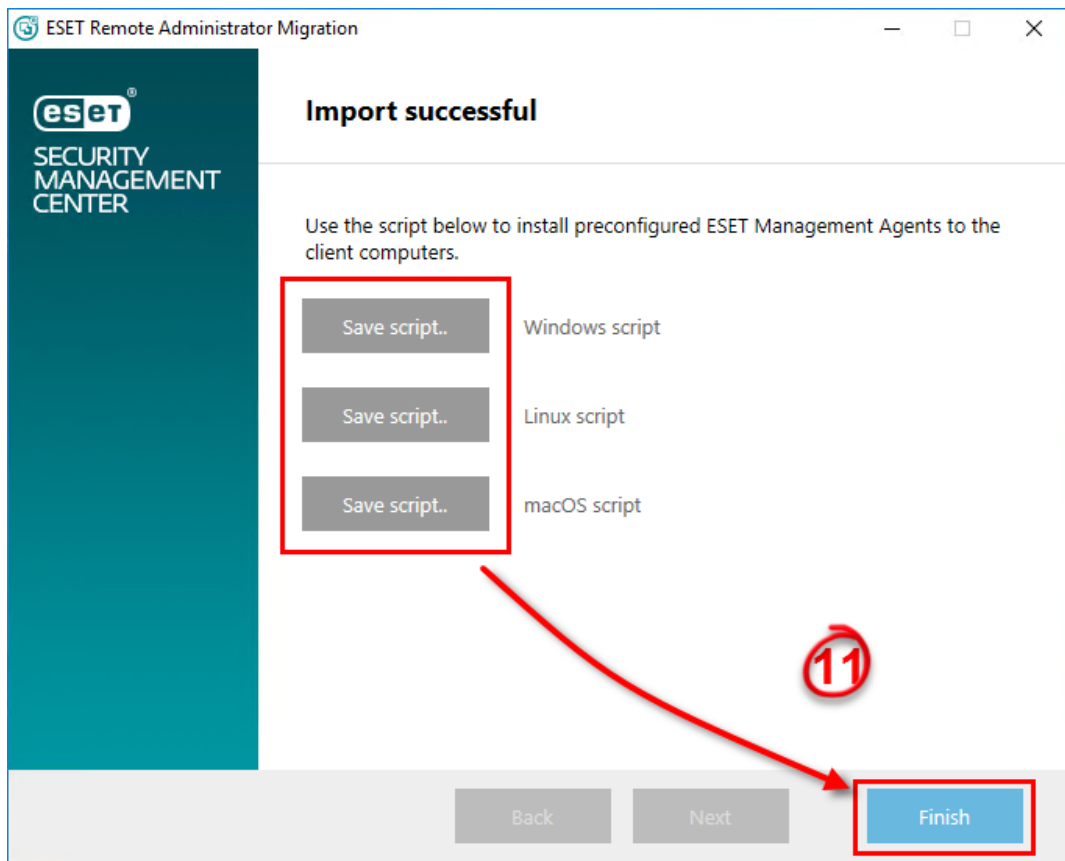 ESET Remote Administrator Migration
eseT®
SECURITY
MANAGEMENT
CENTER
Import successful
Use the script below to install preconfigured ESET Management Agents to the
client computers.
Save script.. Windows script
Save script.. Linux script
Save script.. macOS script
11
Back Next Finish